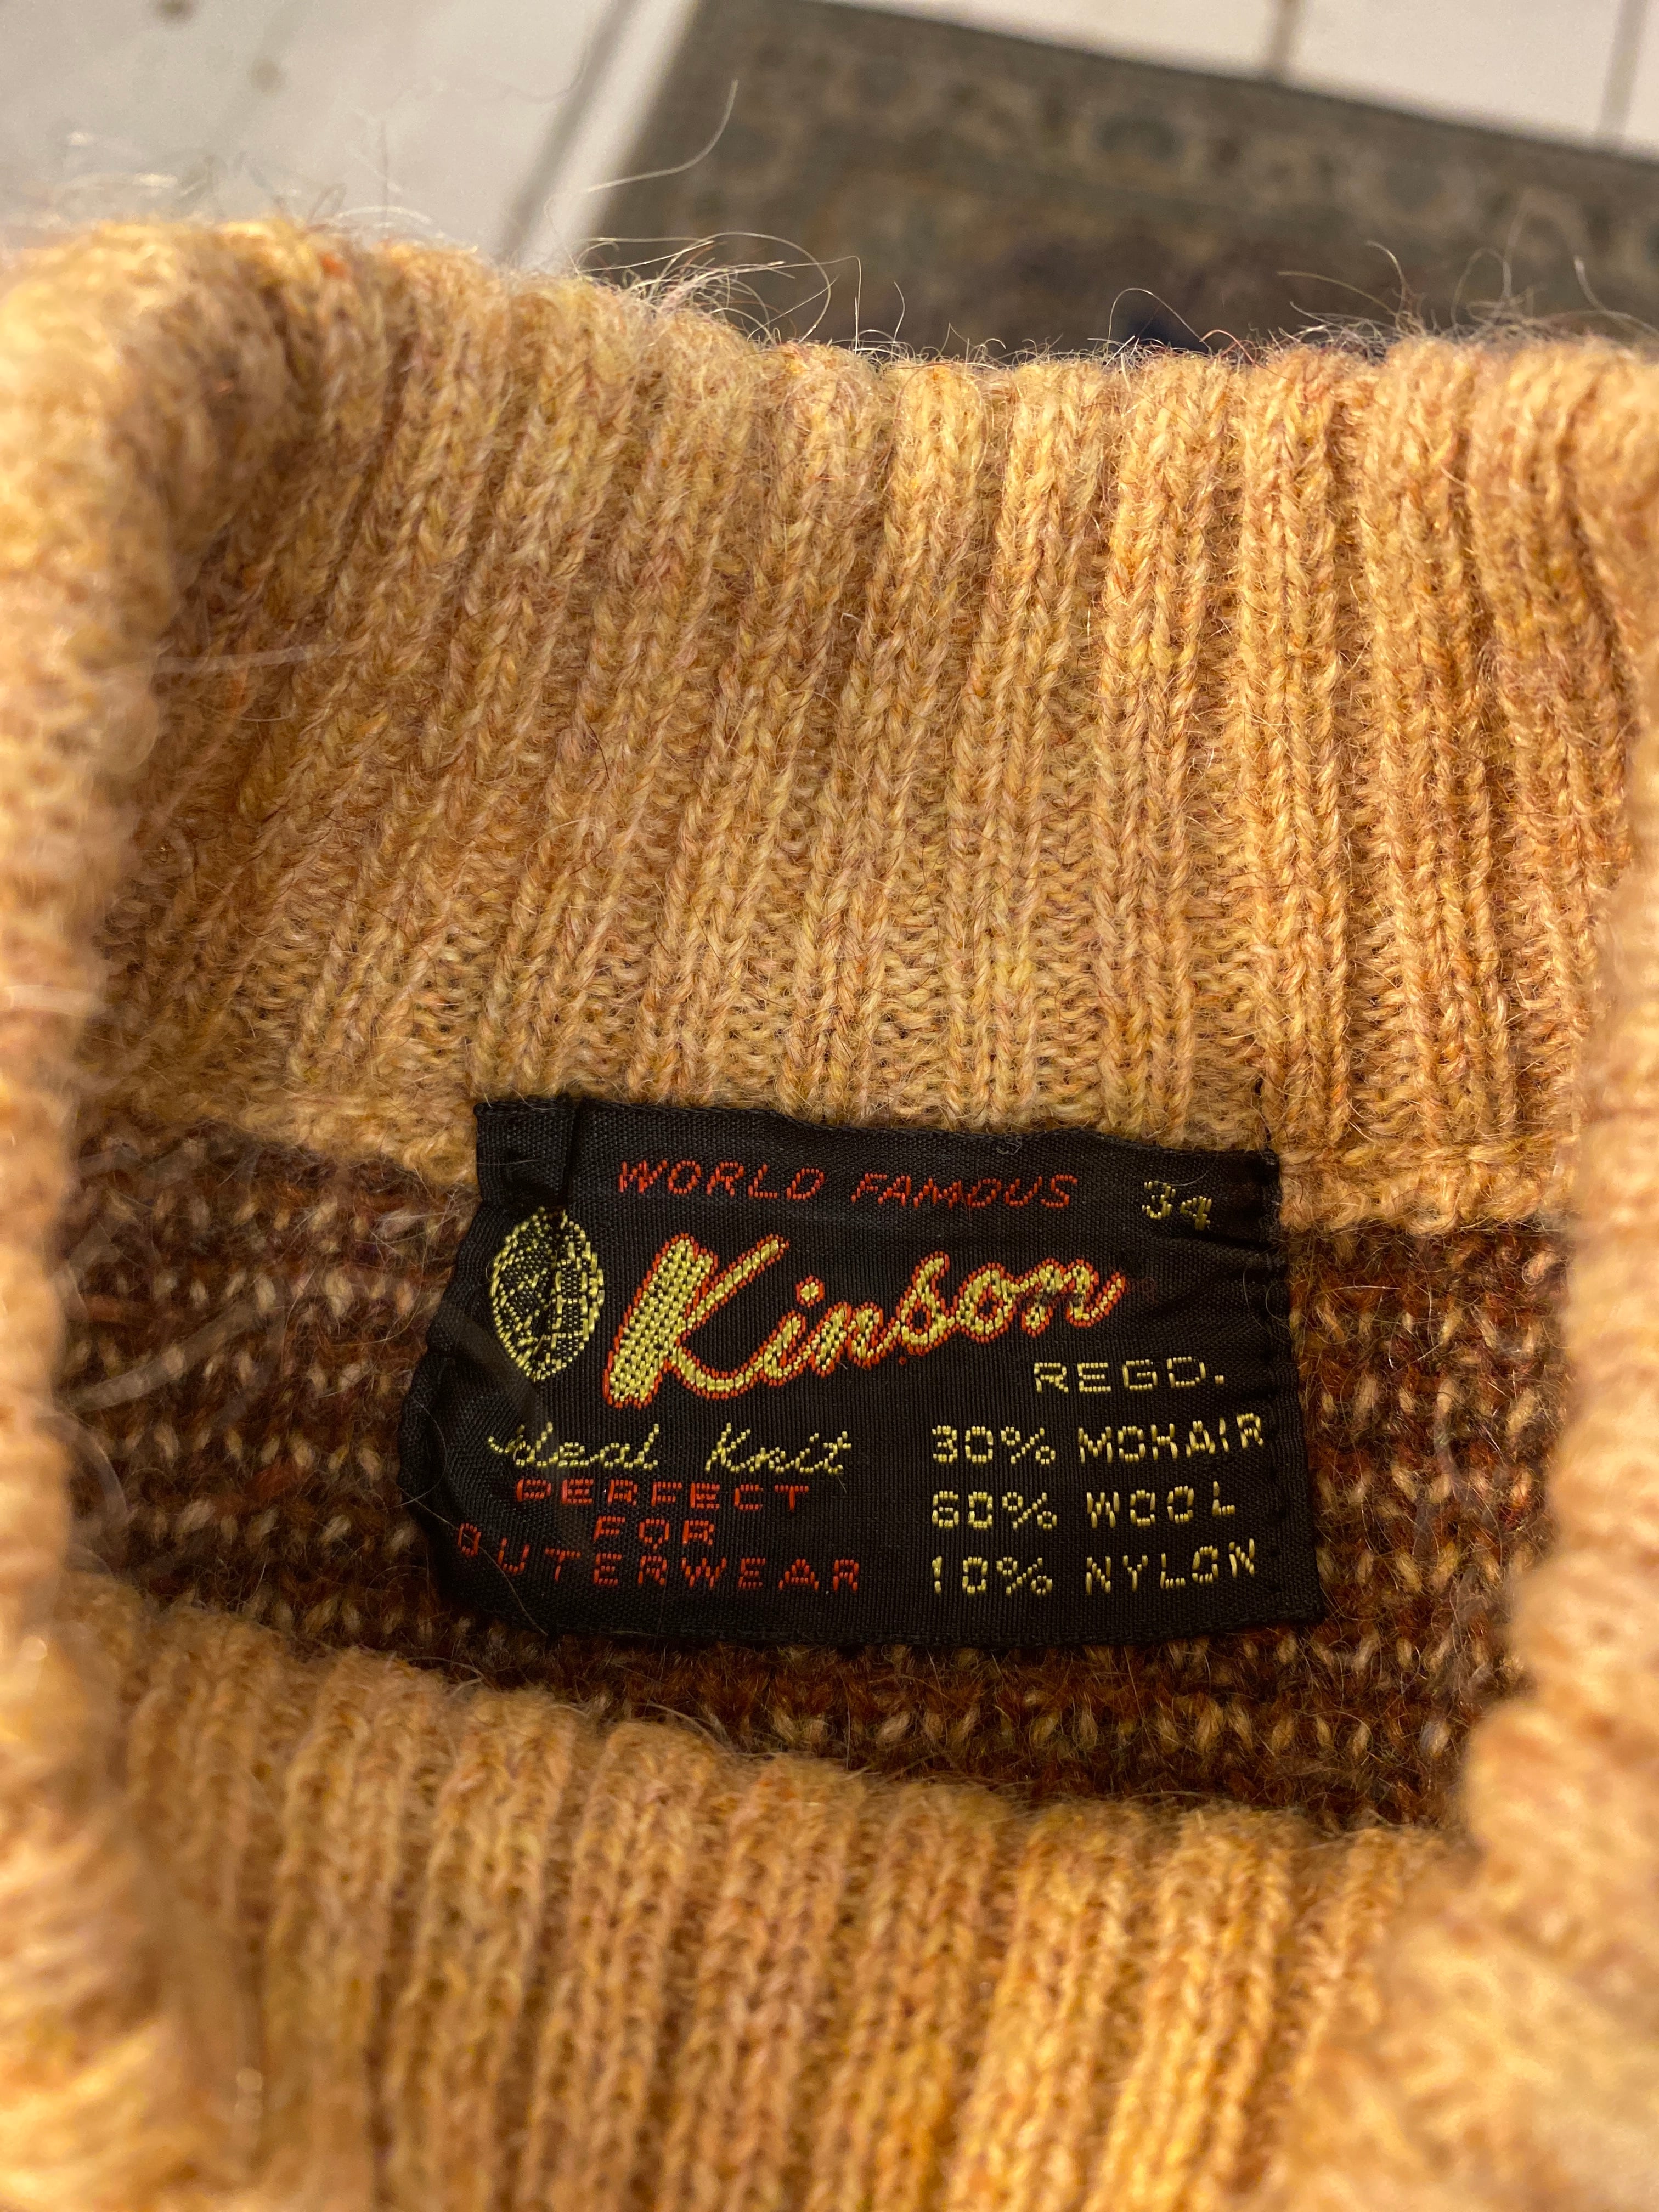 WORLD FAMOUS 34
Kinson
REGD.
Ideal Knit
PERFECT
FOR
OUTERWEAR
30% MOHAIR
60% WOOL
10% NYLON